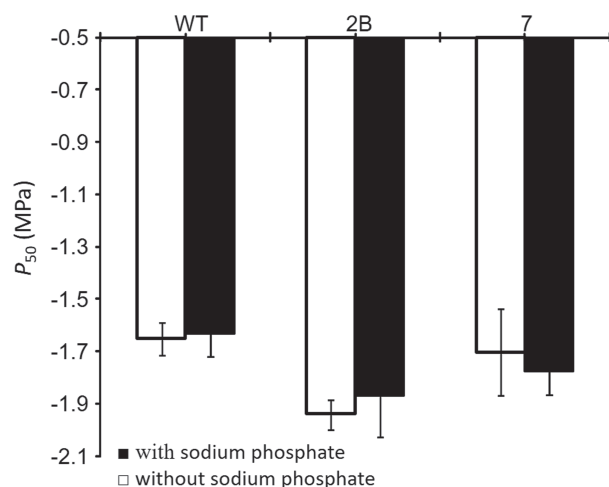 WT 2B 7
-0.5
-0.7
-0.9
-1.1
-1.3
-1.5
-1.7
-1.9
-2.1
P50 (MPa)
■ with sodium phosphate
□ without sodium phosphate